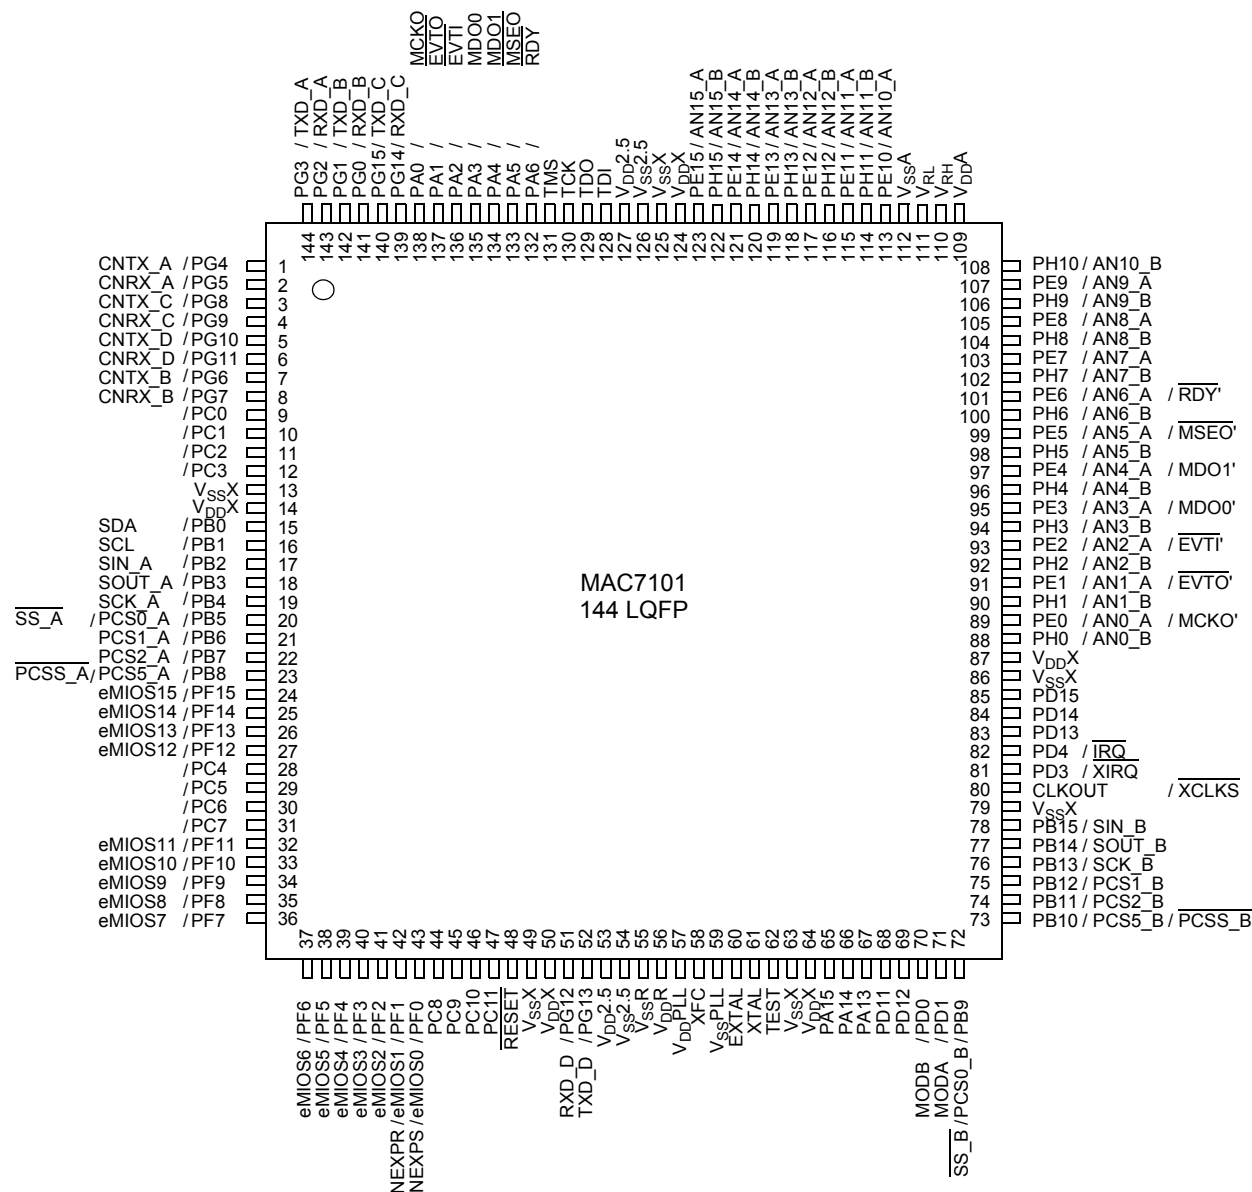 MCKO
EVTO
EVTI
MDO0
MDO1
MSEO
RDY
PG3 / TXD_A
PG2 / RXD_A
PG1 / TXD_B
PG0 / RXD_B
PG15 / TXD_C
PG14 / RXD_C
PA0 /
PA1 /
PA2 /
PA3 /
PA4 /
PA5 /
PA6 /
TMS
TCK
TDO
TDI
VDD2.5
VSS2.5
VSSX
VDDX
PE15 / AN15_A
PH15 / AN15_B
PE14 / AN14_A
PH14 / AN14_B
PE13 / AN13_A
PH13 / AN13_B
PE12 / AN12_A
PH12 / AN12_B
PE11 / AN11_A
PH11 / AN11_B
PE10 / AN10_A
VSSA
VRL
VRH
VDDA
144 143 142 141 140 139 138 137 136 135 134 133 132 131 130 129 128 127 126 125 124 123 122 121 120 119 118 117 116 115 114 113 112 111 110 109
CNTX_A / PG4 1
CNRX_A / PG5 2
CNTX_C / PG8 3
CNRX_C / PG9 4
CNTX_D / PG10 5
CNRX_D / PG11 6
CNTX_B / PG6 7
CNRX_B / PG7 8
/ PC0 9
/ PC1 10
/ PC2 11
/ PC3 12
VSSX 13
VDDX 14
SDA / PB0 15
SCL / PB1 16
SIN_A / PB2 17
SOUT_A / PB3 18
SCK_A / PB4 19
SS_A / PCS0_A / PB5 20
PCS1_A / PB6 21
PCS2_A / PB7 22
PCSS_A / PCS5_A / PB8 23
eMIOS15 / PF15 24
eMIOS14 / PF14 25
eMIOS13 / PF13 26
eMIOS12 / PF12 27
/ PC4 28
/ PC5 29
/ PC6 30
/ PC7 31
eMIOS11 / PF11 32
eMIOS10 / PF10 33
eMIOS9 / PF9 34
eMIOS8 / PF8 35
eMIOS7 / PF7 36
MAC7101
144 LQFP
108 PH10 / AN10_B
107 PE9 / AN9_A
106 PH9 / AN9_B
105 PE8 / AN8_A
104 PH8 / AN8_B
103 PE7 / AN7_A
102 PH7 / AN7_B
101 PE6 / AN6_A / RDY'
100 PH6 / AN6_B
99 PE5 / AN5_A / MSEO'
98 PH5 / AN5_B
97 PE4 / AN4_A / MDO1'
96 PH4 / AN4_B
95 PE3 / AN3_A / MDO0'
94 PH3 / AN3_B
93 PE2 / AN2_A / EVTI'
92 PH2 / AN2_B
91 PE1 / AN1_A / EVTO'
90 PH1 / AN1_B
89 PE0 / AN0_A / MCKO'
88 PH0 / AN0_B
87 VDDX
86 VSSX
85 PD15
84 PD14
83 PD13
82 PD4 / IRQ
81 PD3 / XIRQ
80 CLKOUT / XCLKS
79 VSSX
78 PB15 / SIN_B
77 PB14 / SOUT_B
76 PB13 / SCK_B
75 PB12 / PCS1_B
74 PB11 / PCS2_B
73 PB10 / PCS5_B / PCSS_B
37 38 39 40 41 42 43 44 45 46 47 48 49 50 51 52 53 54 55 56 57 58 59 60 61 62 63 64 65 66 67 68 69 70 71 72
eMIOS6 / PF6
eMIOS5 / PF5
eMIOS4 / PF4
eMIOS3 / PF3
eMIOS2 / PF2
NEXPR / eMIOS1 / PF1
NEXPS / eMIOS0 / PF0
PC8
PC9
PC10
PC11
RESET
VSSX
VDDX
RXD_D / PG12
TXD_D / PG13
VDD2.5
VSS2.5
VSSR
VDDR
VDDPLL
XFC
VSSPLL
EXTAL
XTAL
TEST
VSSX
VDDX
PA15
PA14
PA13
PD11
PD12
MODB / PD0
MODA / PD1
SS_B / PCS0_B / PB9